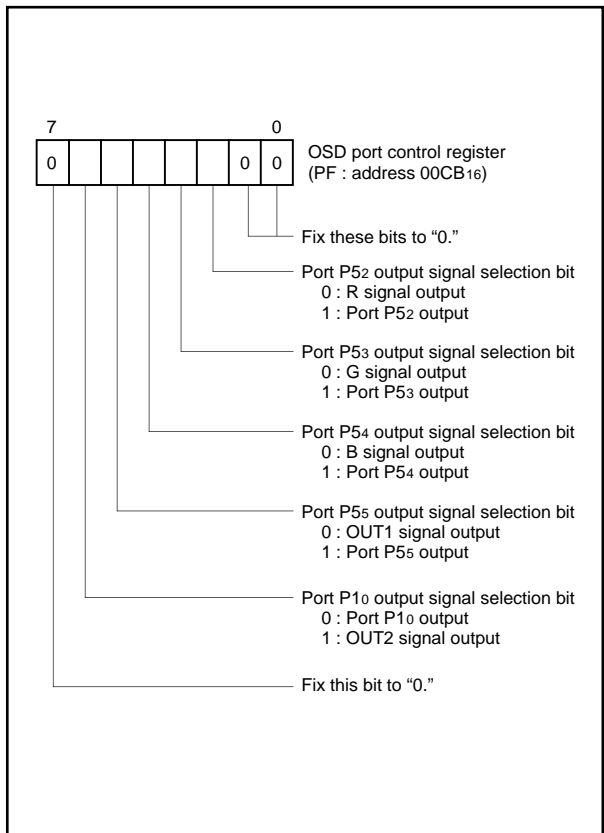 7 0
0 0 0
OSD port control register
(PF : address 00CB16)
Fix these bits to “0.”
Port P52 output signal selection bit
0 : R signal output
1 : Port P52 output
Port P53 output signal selection bit
0 : G signal output
1 : Port P53 output
Port P54 output signal selection bit
0 : B signal output
1 : Port P54 output
Port P55 output signal selection bit
0 : OUT1 signal output
1 : Port P55 output
Port P10 output signal selection bit
0 : Port P10 output
1 : OUT2 signal output
Fix this bit to “0.”